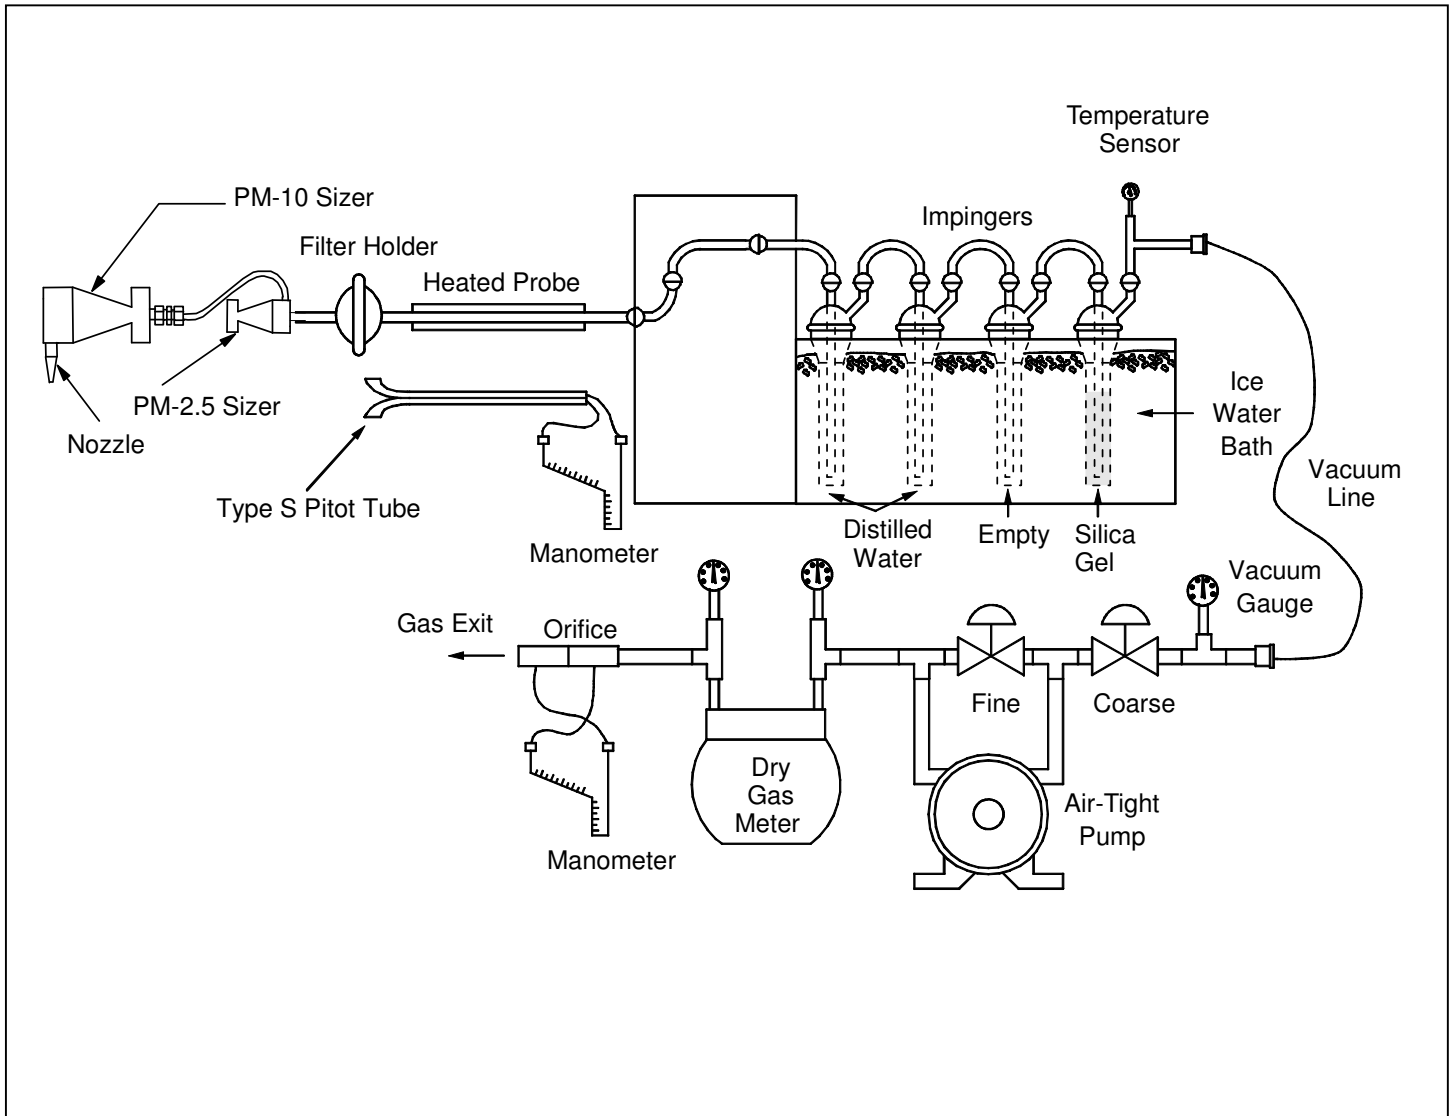 Temperature
Sensor
PM-10 Sizer
Impingers
Filter Holder
Heated Probe
PM-2.5 Sizer
Nozzle
Ice
Water
Bath
Vacuum
Line
Type S Pitot Tube
Manometer
Distilled
Water
Empty
Silica
Gel
Vacuum
Gauge
Gas Exit
Orifice
Fine
Coarse
Dry
Gas
Meter
Air-Tight
Pump
Manometer